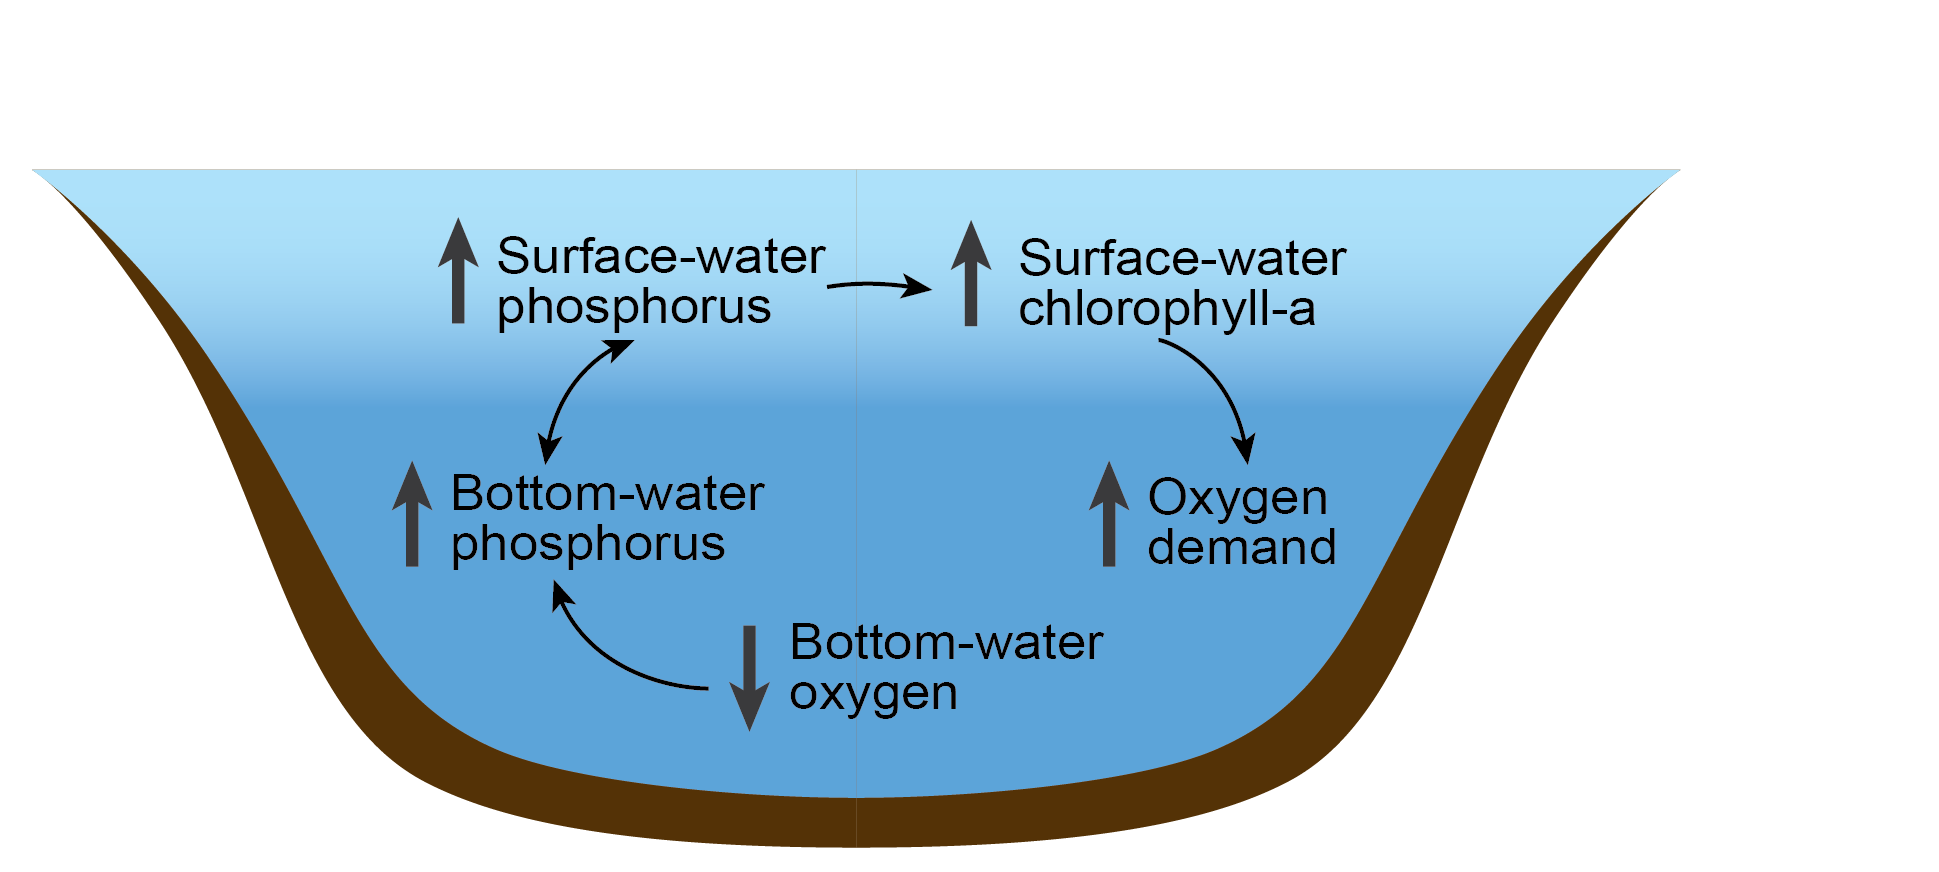 Surface-water
phosphorus
Surface-water
chlorophyll-a
Bottom-water
phosphorus
Oxygen
demand
Bottom-water
oxygen